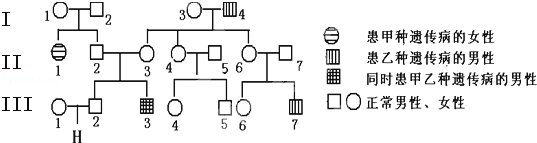 I 1 2 3 4
II 1 2 3 4 5 6 7
III 1 2 3 4 5 6 7
H
患甲种遗传病的女性
患乙种遗传病的男性
同时患甲乙种遗传病的男性
正常男性、女性